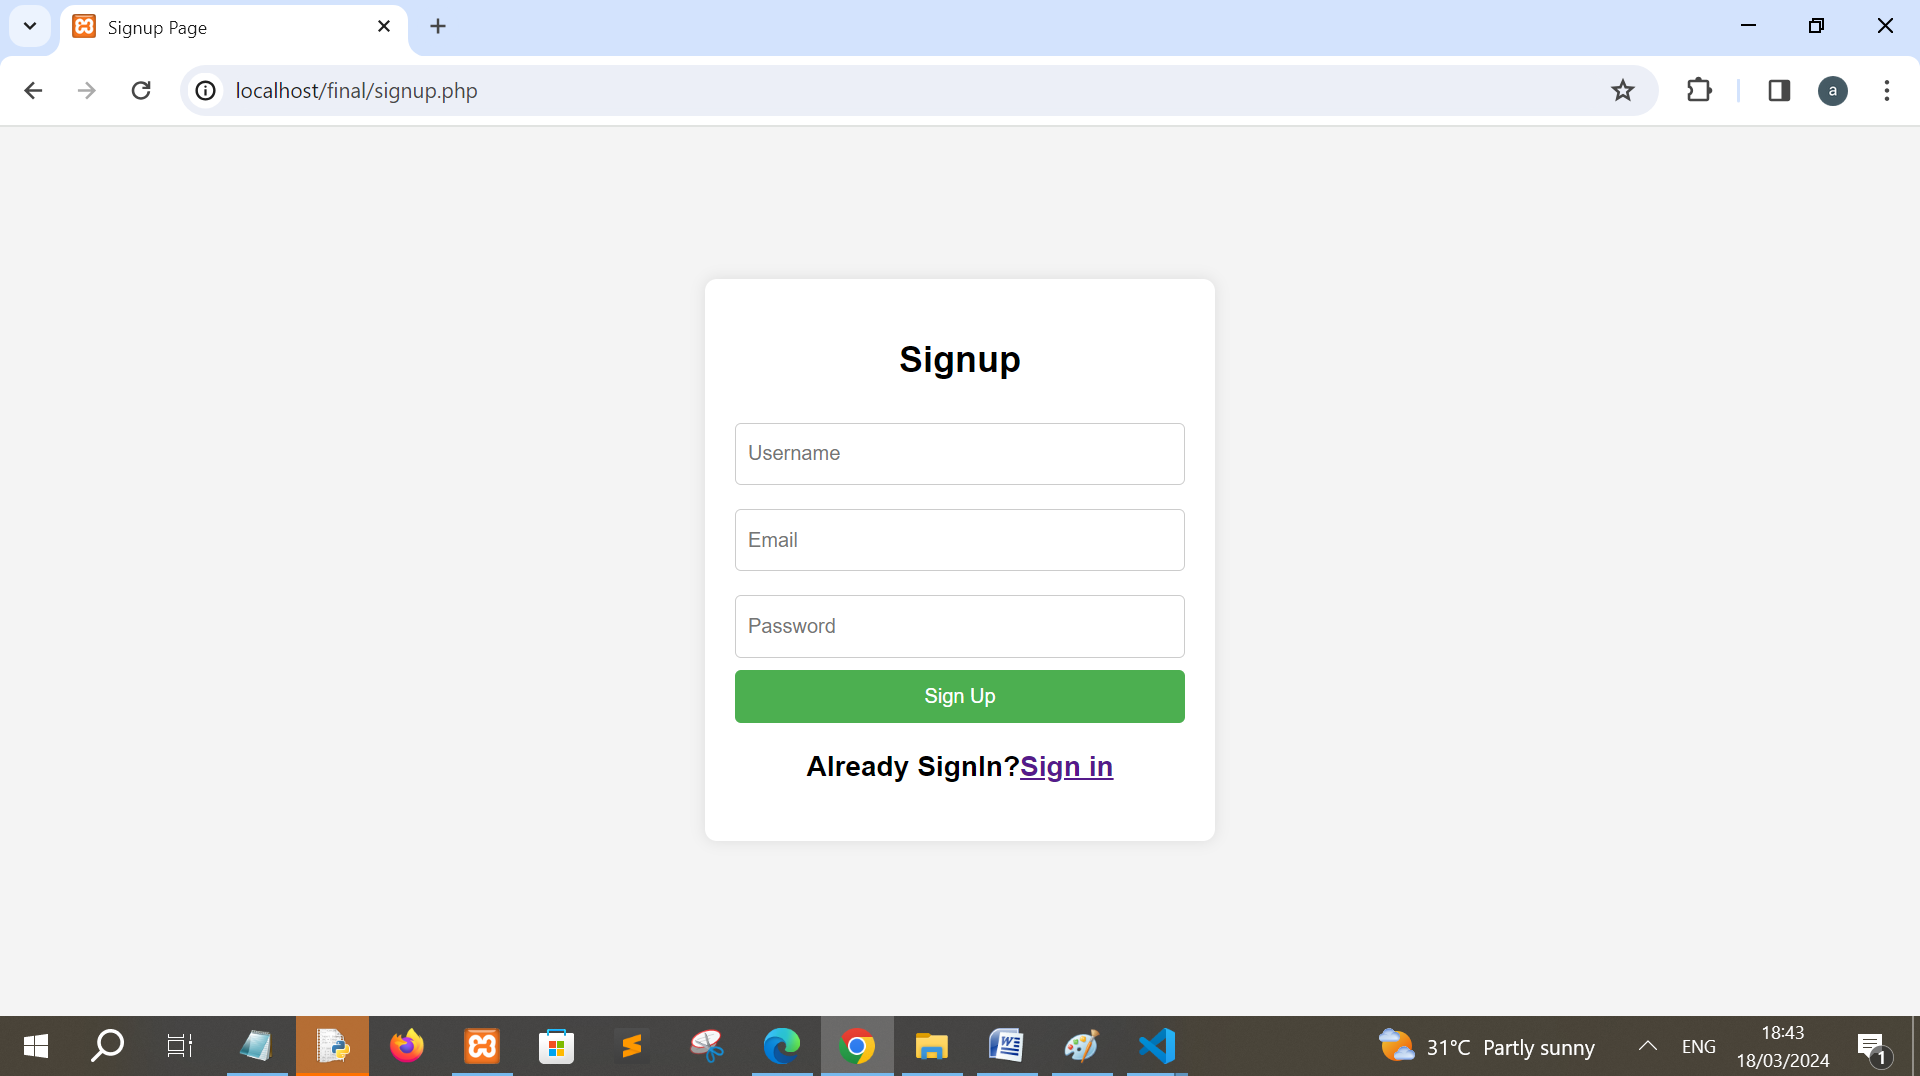 Signup Page
localhost/final/signup.php
a
Signup
Username
Email
Password
Sign Up
Already SignIn?Sign in
31°C Partly sunny
ENG
18:43
18/03/2024
1